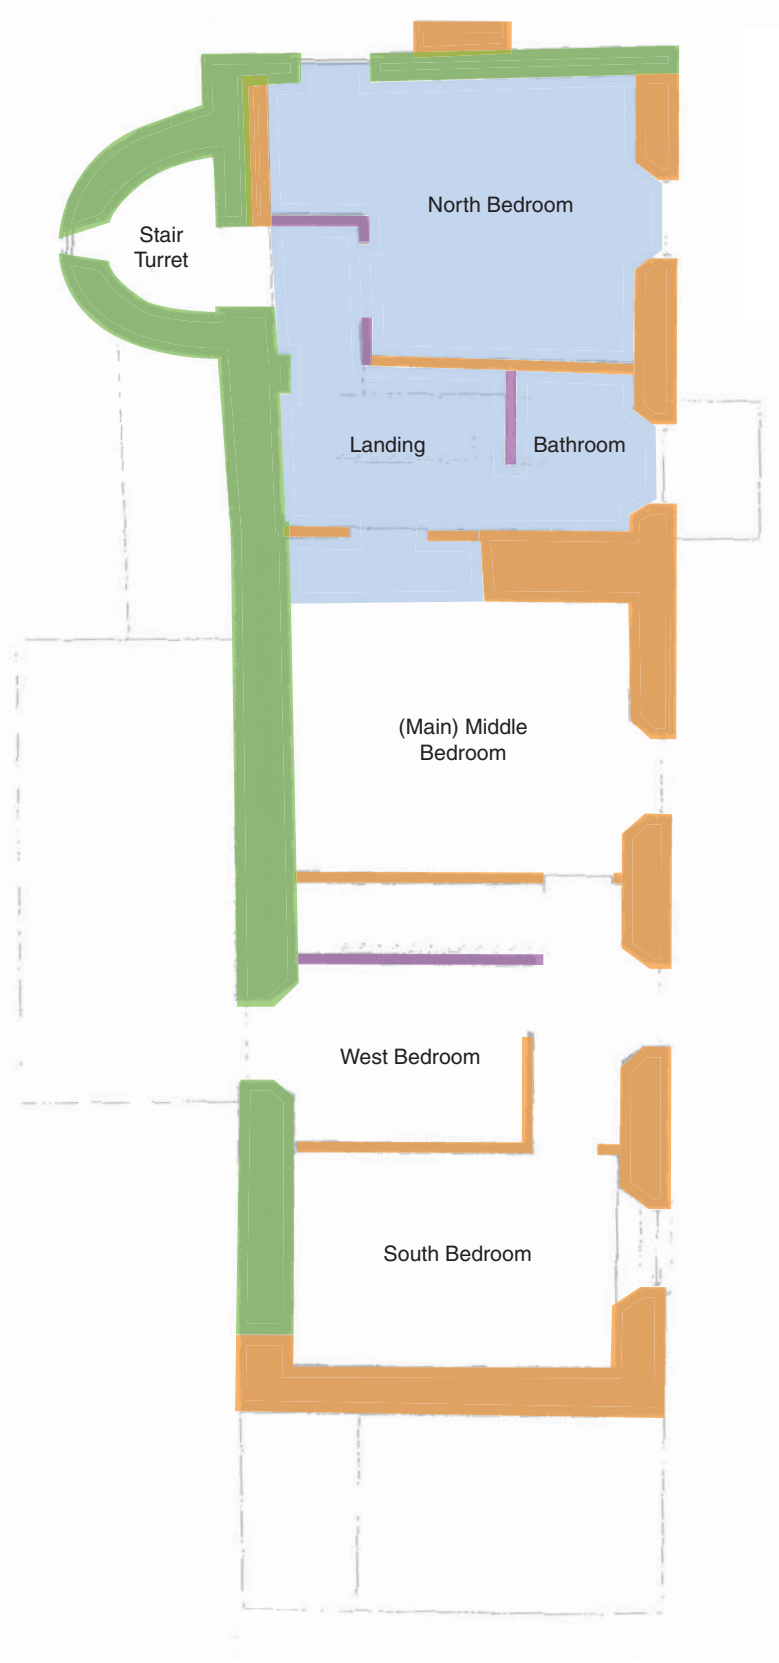 North Bedroom
Stair
Turret
Landing
Bathroom
(Main) Middle
Bedroom
West Bedroom
South Bedroom